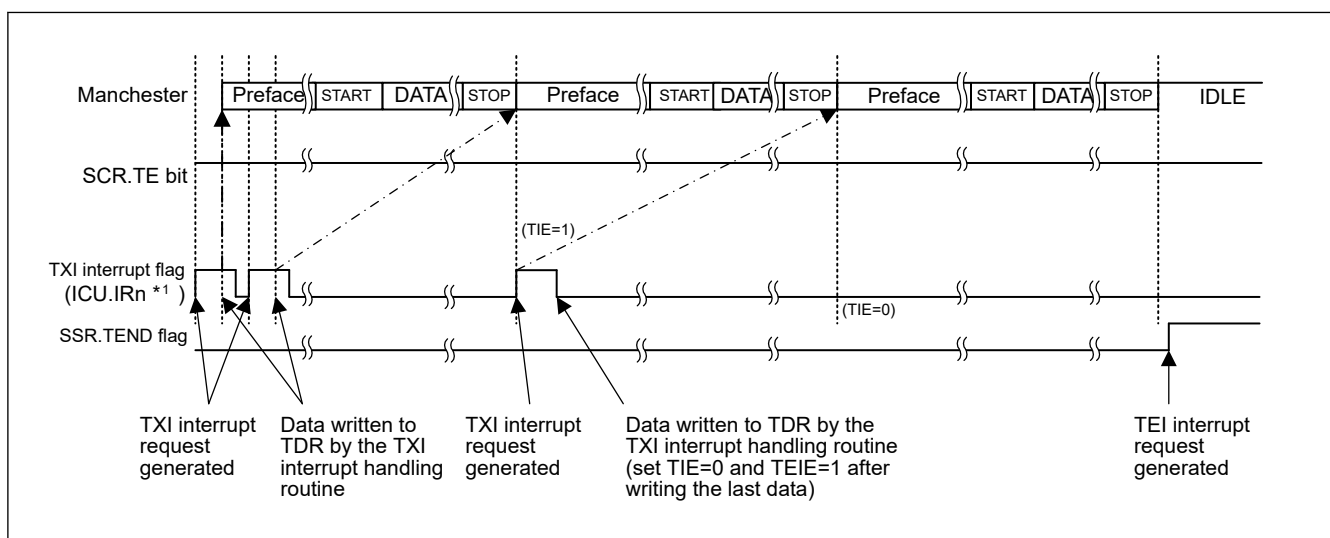 Manchester Preface START DATA STOP Preface START DATA STOP Preface START DATA STOP IDLE
SCR.TE bit
(TIE=1)
TXI interrupt flag
(ICU.IRn *1 )
(TIE=0)
SSR.TEND flag
TXI interrupt
request
generated
Data written to
TDR by the TXI
interrupt handling
routine
TXI interrupt
request
generated
Data written to TDR by the
TXI interrupt handling routine
(set TIE=0 and TEIE=1 after
writing the last data)
TEI interrupt
request
generated